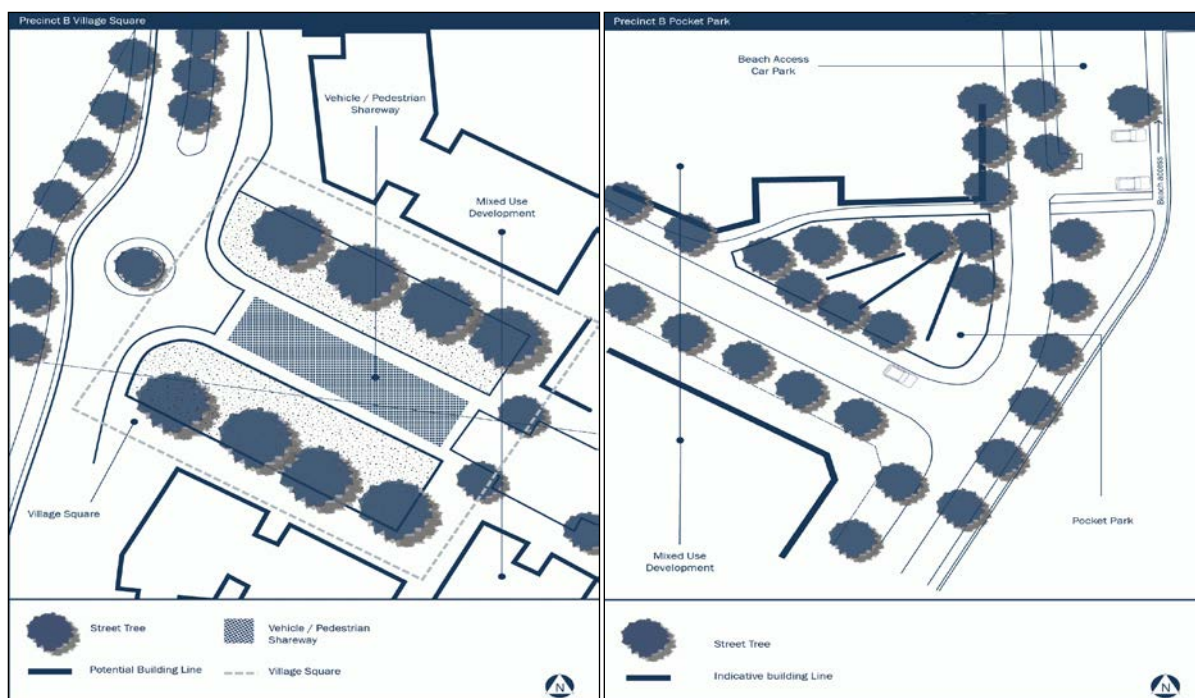 Precinct B Village Square
Vehicle / Pedestrian
Shareway
Mixed Use
Development
Village Square
Street Tree
Vehicle / Pedestrian
Shareway
Potential Building Line
Village Square
N
Precinct B Pocket Park
Beach Access
Car Park
Beach access
Pocket Park
Mixed Use
Development
Street Tree
Indicative building Line
N